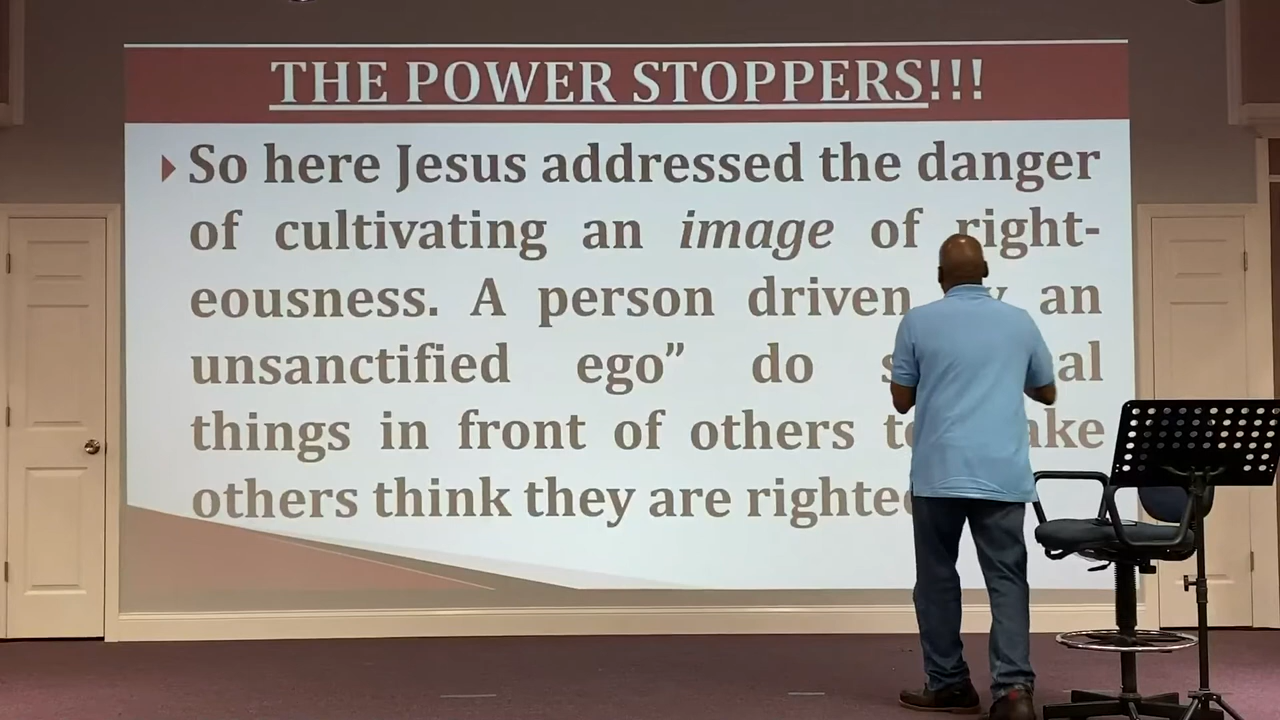 THE POWER STOPPERS!!!
So here Jesus addressed the danger
of cultivating an image of right-
eousness. A person driven an
unsanctified ego” do
things in front of others
others think they are